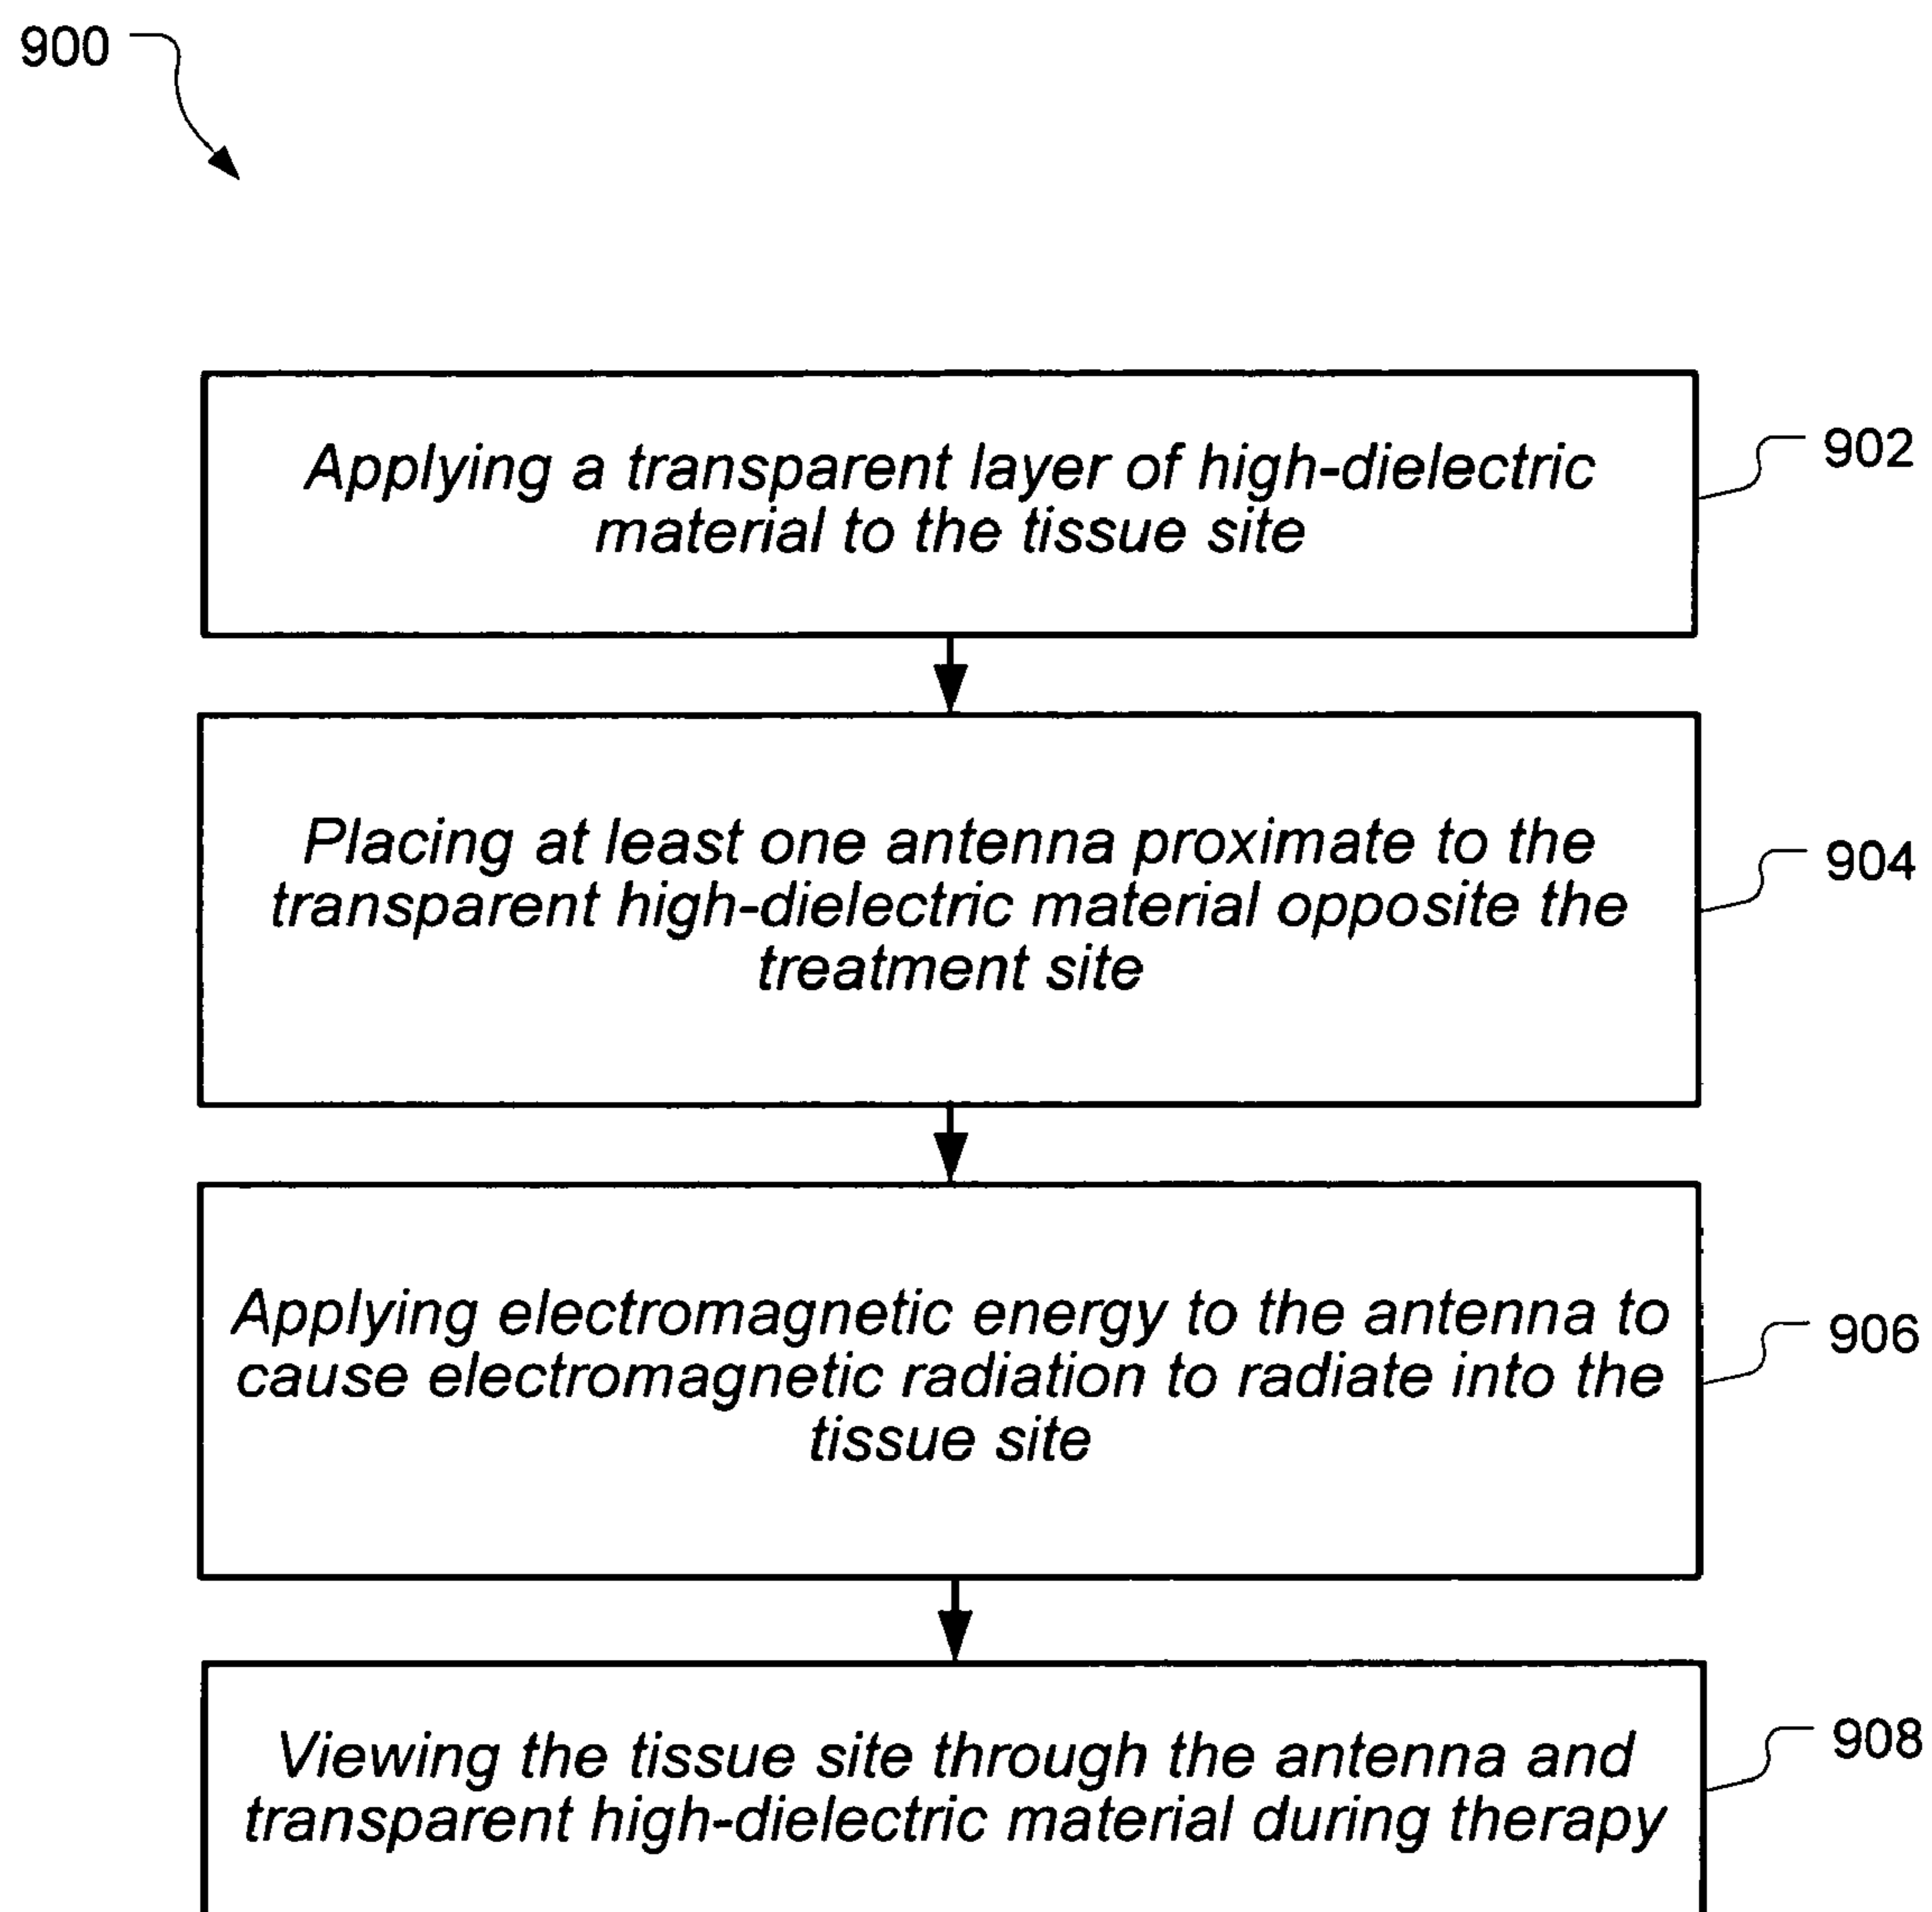 900
Applying a transparent layer of high-dielectric
material to the tissue site
902
Placing at least one antenna proximate to the
transparent high-dielectric material opposite the
treatment site
904
Applying electromagnetic energy to the antenna to
cause electromagnetic radiation to radiate into the
tissue site
906
Viewing the tissue site through the antenna and
transparent high-dielectric material during therapy
908